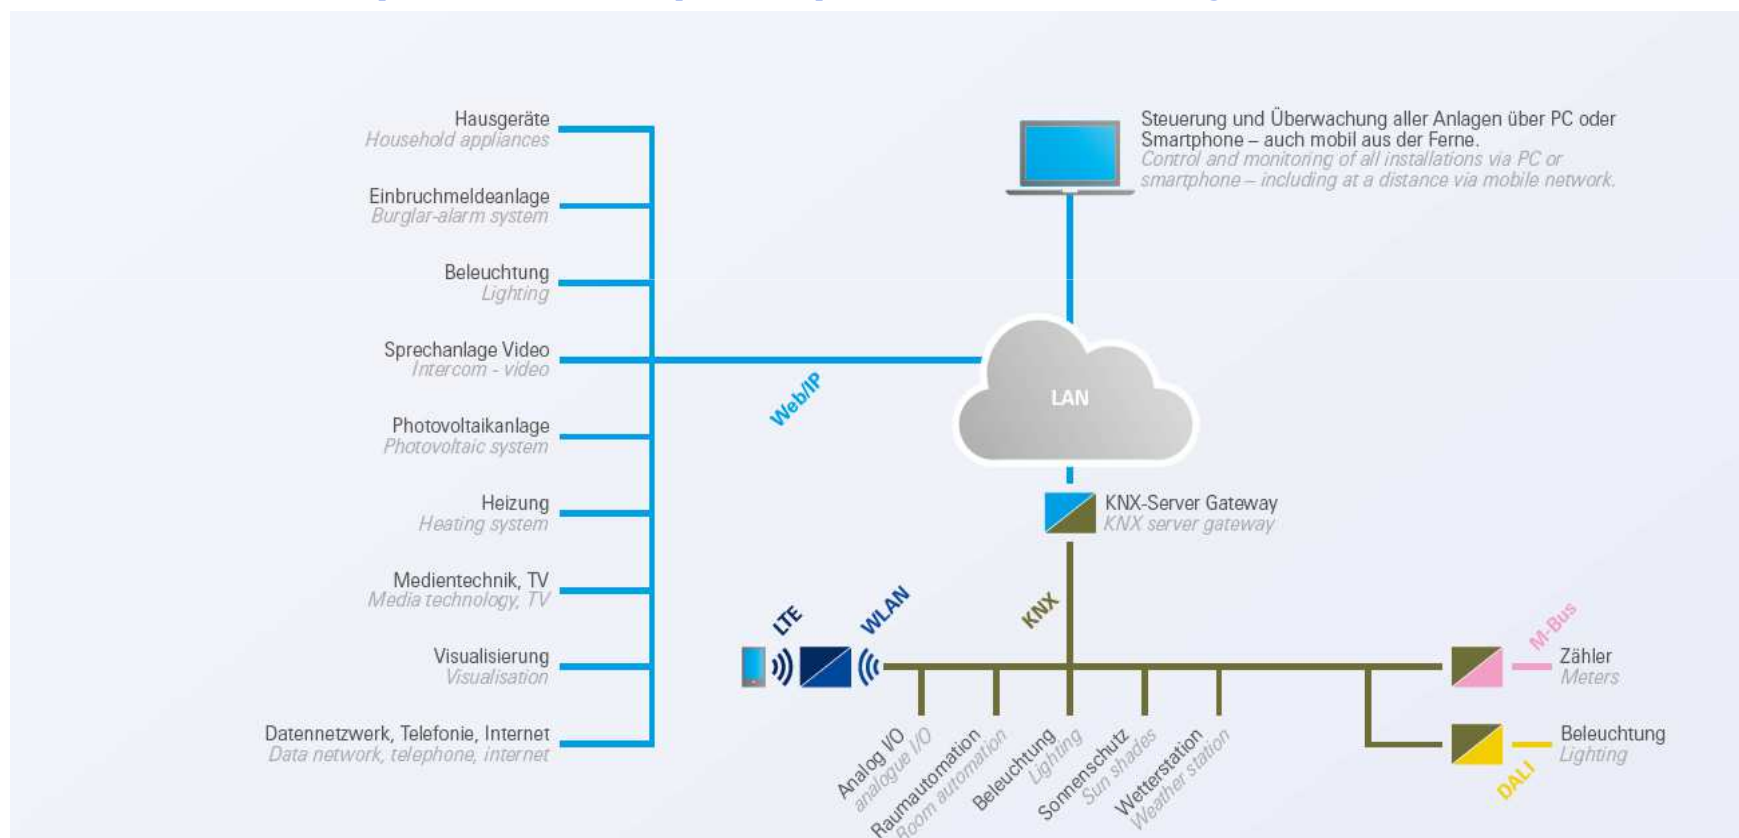 Hausgeräte
Household appliances
Einbruchmeldeanlage
Burglar-alarm system
Beleuchtung
Lighting
Sprechanlage Video
Intercom - video
Photovoltaikanlage
Photovoltaic system
Heizung
Heating system
Medientechnik, TV
Media technology, TV
Visualisierung
Visualisation
Datennetzwerk, Telefonie, Internet
Data network, telephone, internet
Web/IP
Steuerung und Überwachung aller Anlagen über PC oder
Smartphone – auch mobil aus der Ferne.
Control and monitoring of all installations via PC or
smartphone – including at a distance via mobile network.
LAN
KNX-Server Gateway
KNX server gateway
LTE
WLAN
KNX
M-Bus
Zähler
Meters
Beleuchtung
Lighting
DALI
Analog I/O
analogue I/O
Raumautomation
Room automation
Beleuchtung
Lighting
Sonnenschutz
Sun shades
Wetterstation
Weather station